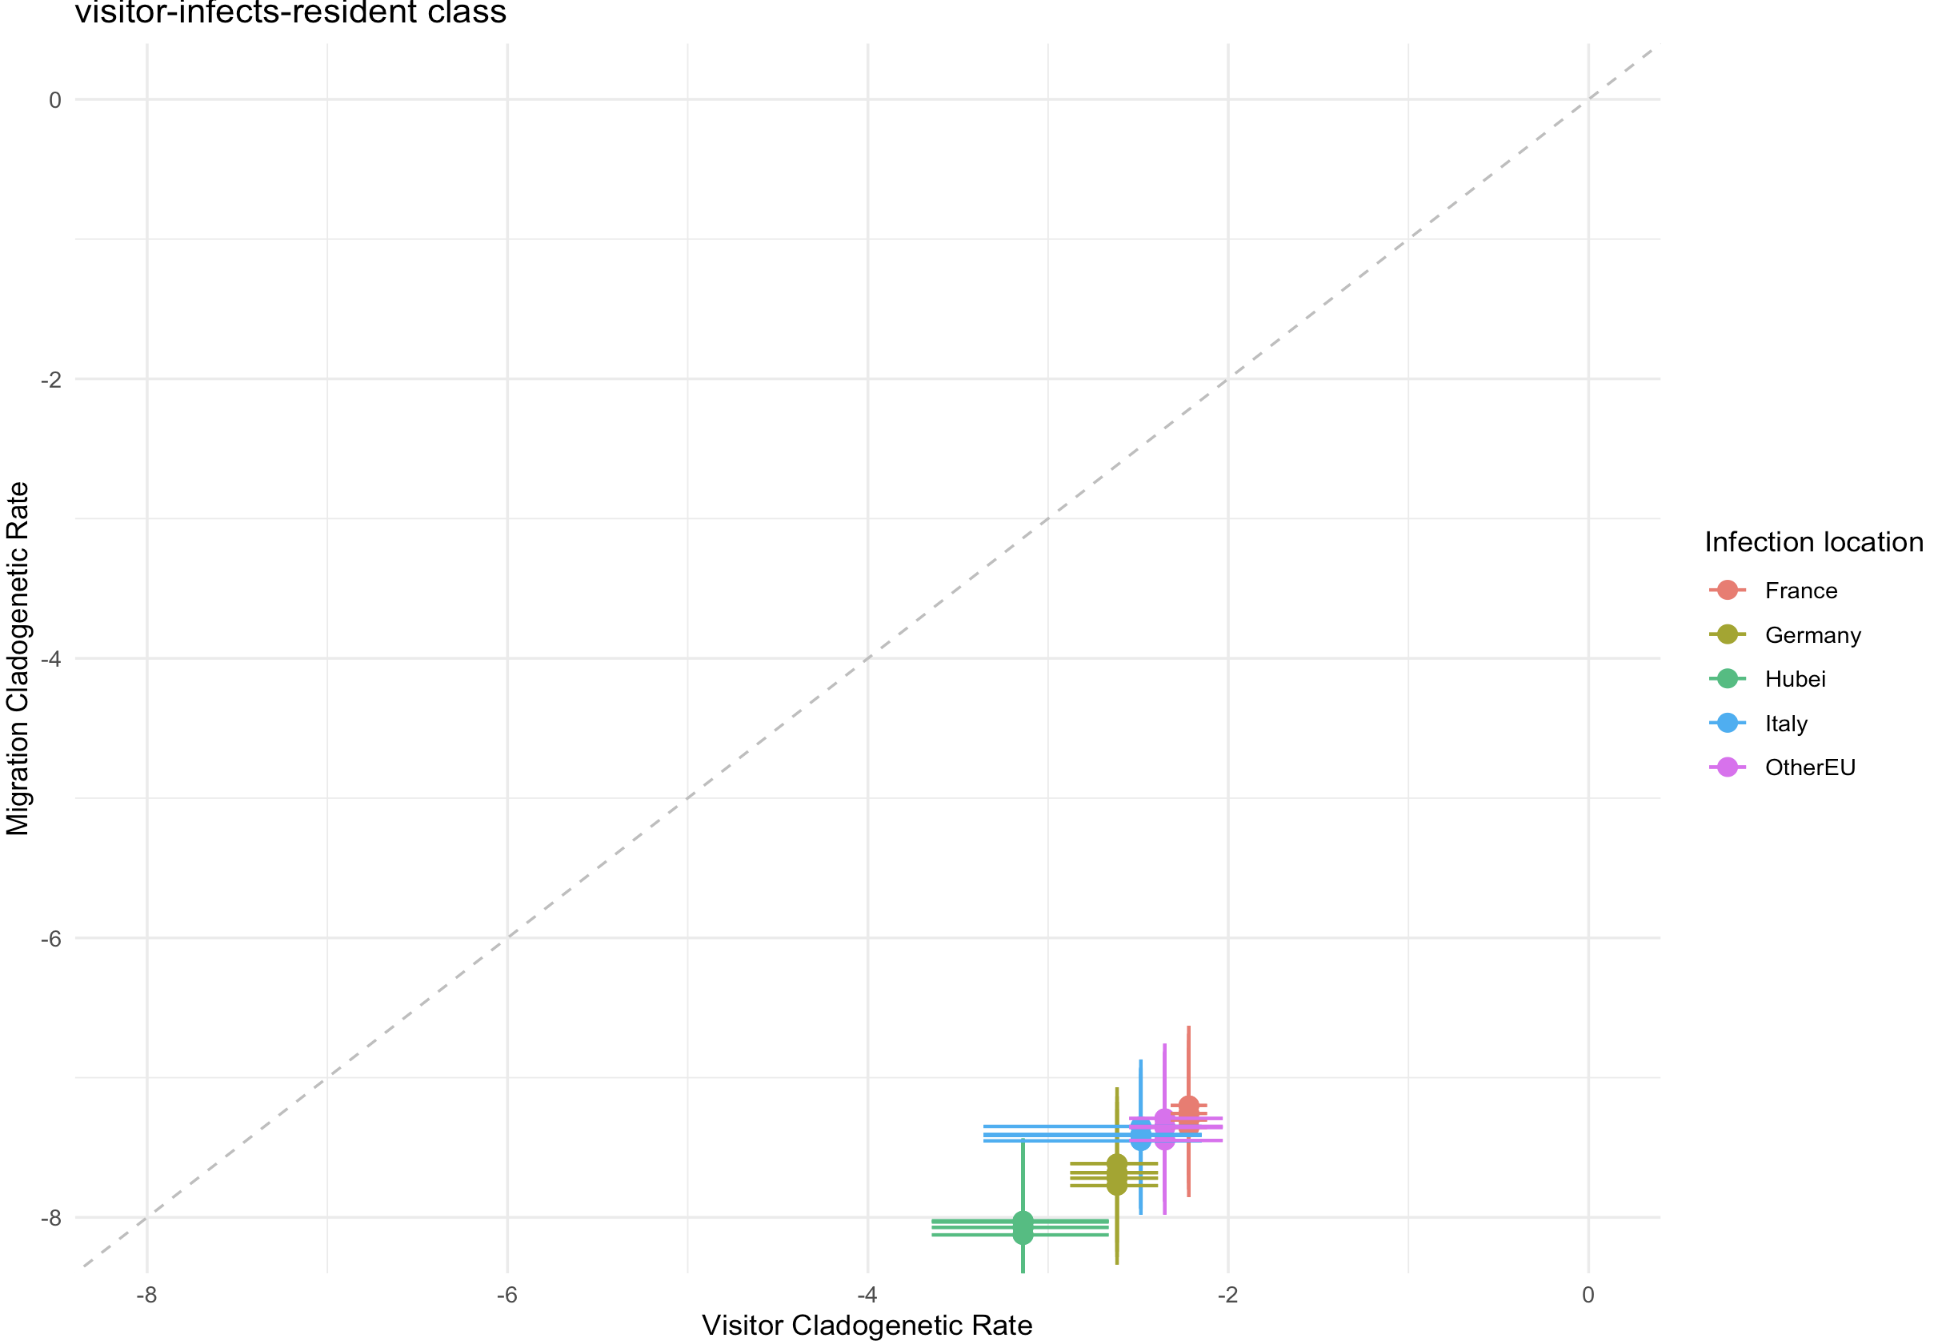 visitor-infects-resident class
0
-2
-4
-6
-8
Migration Cladogenetic Rate
-8
-6
-4
-2
0
Visitor Cladogenetic Rate
Infection location
France
Germany
Hubei
Italy
OtherEU